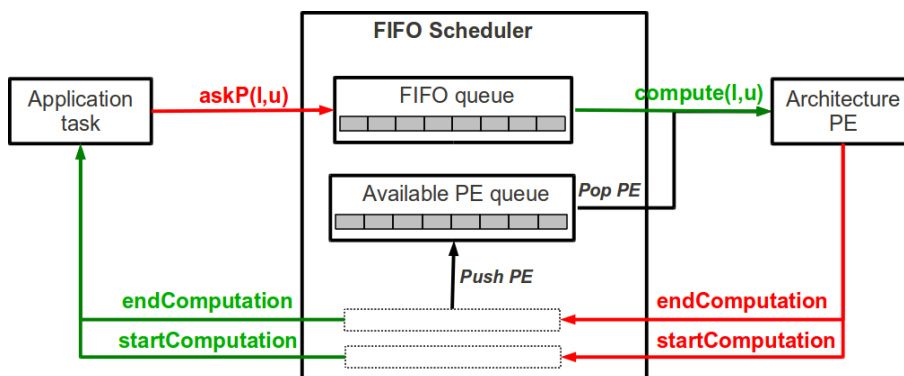 FIFO Scheduler
Application
task
askP(l,u)
FIFO queue
compute(l,u)
Architecture
PE
Available PE queue
Pop PE
Push PE
endComputation
endComputation
startComputation
startComputation